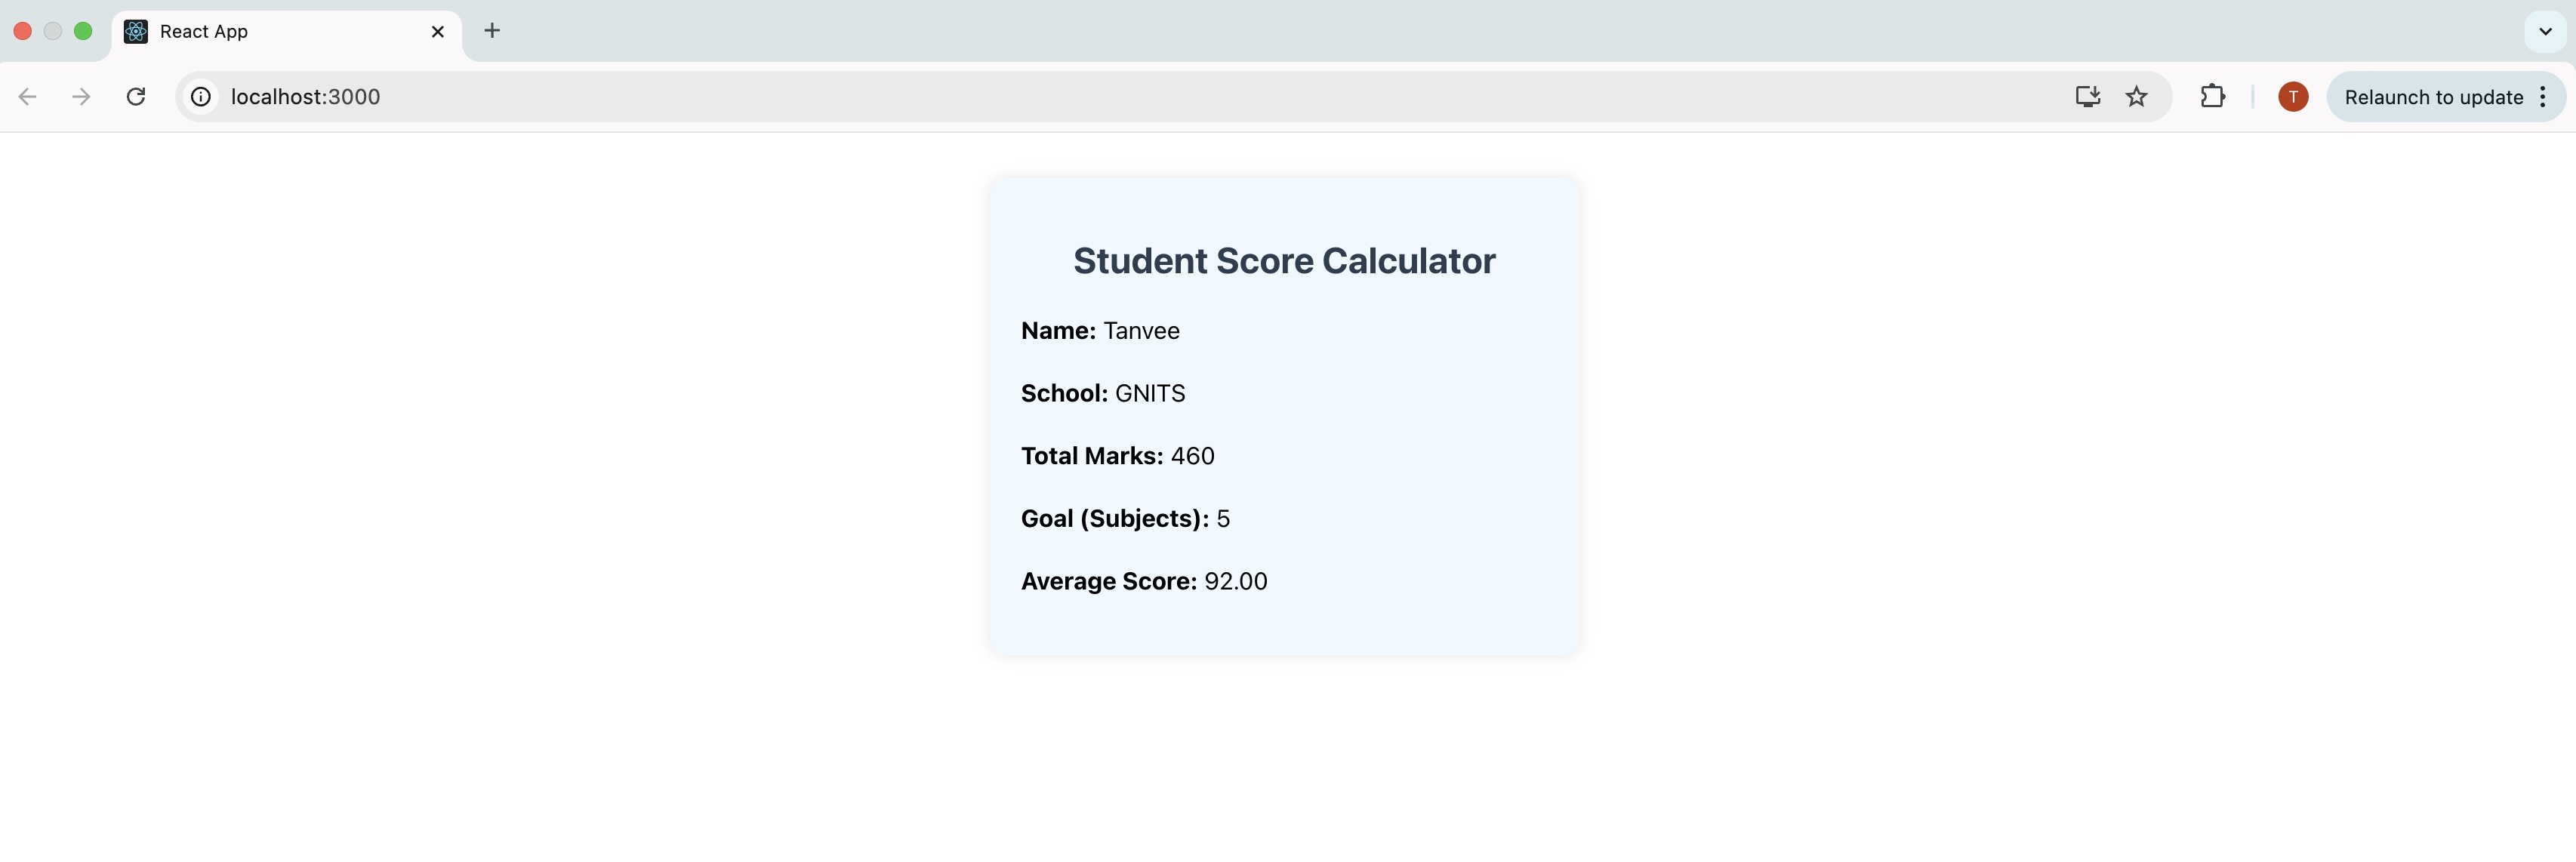 React App
localhost:3000
T
Relaunch to update
Student Score Calculator
Name: Tanvee
School: GNITS
Total Marks: 460
Goal (Subjects): 5
Average Score: 92.00